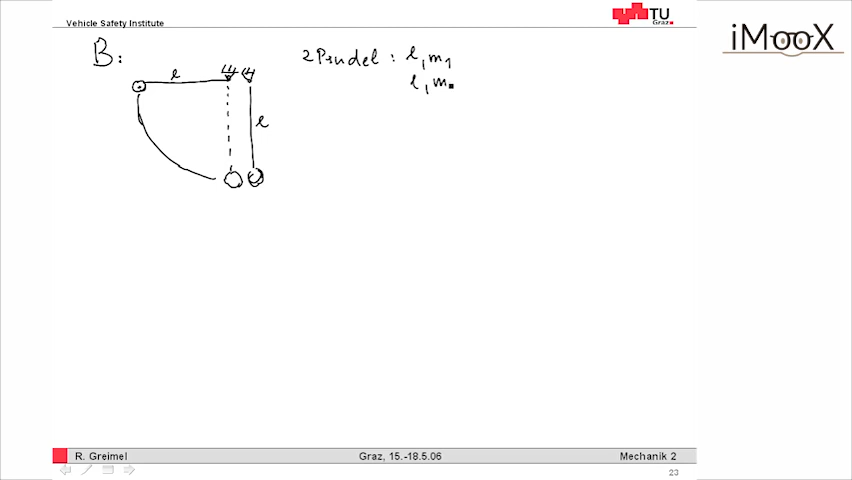 Vehicle Safety Institute
TU
Graz
iMooX
B:
l
2 Pendel : l, m1
l, m
l
R. Greimel
Graz, 15.-18.5.06
Mechanik 2
23